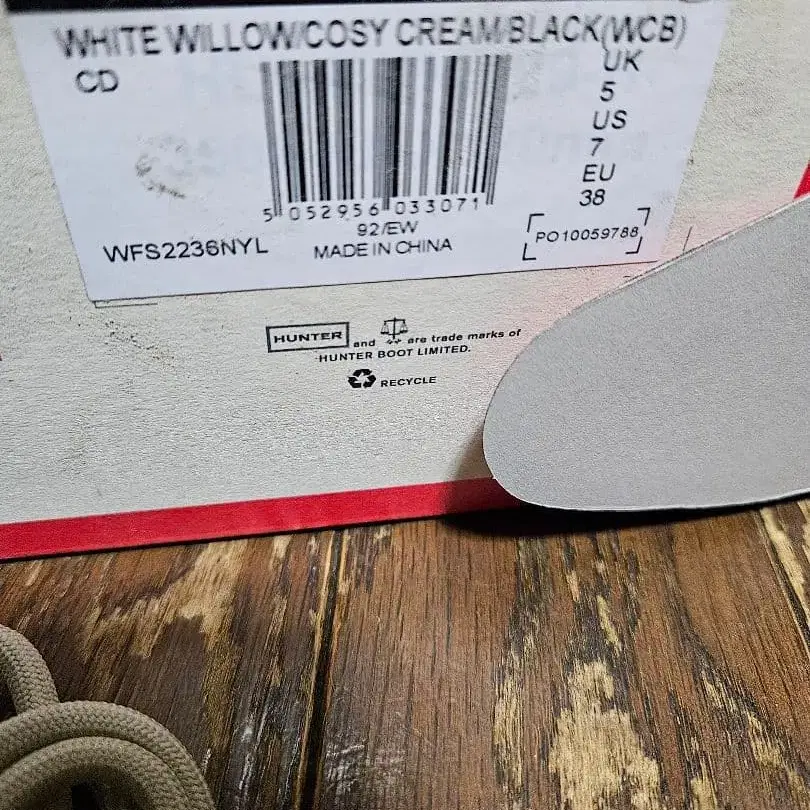 WHITE WILLOW/COSY CREAM/BLACK(WCB)
CD
UK
5
US
7
EU
38
5 052956 033071
92/EW
MADE IN CHINA
WFS2236NYL
PO10059788
HUNTER and are trade marks of
HUNTER BOOT LIMITED.
RECYCLE